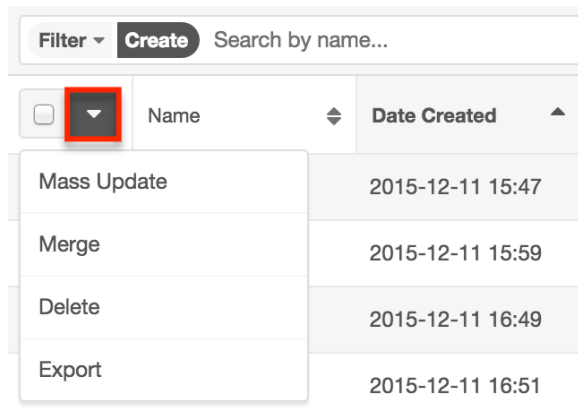 Filter Create Search by name...
Name Date Created
Mass Update 2015-12-11 15:47
Merge 2015-12-11 15:59
Delete 2015-12-11 16:49
Export 2015-12-11 16:51